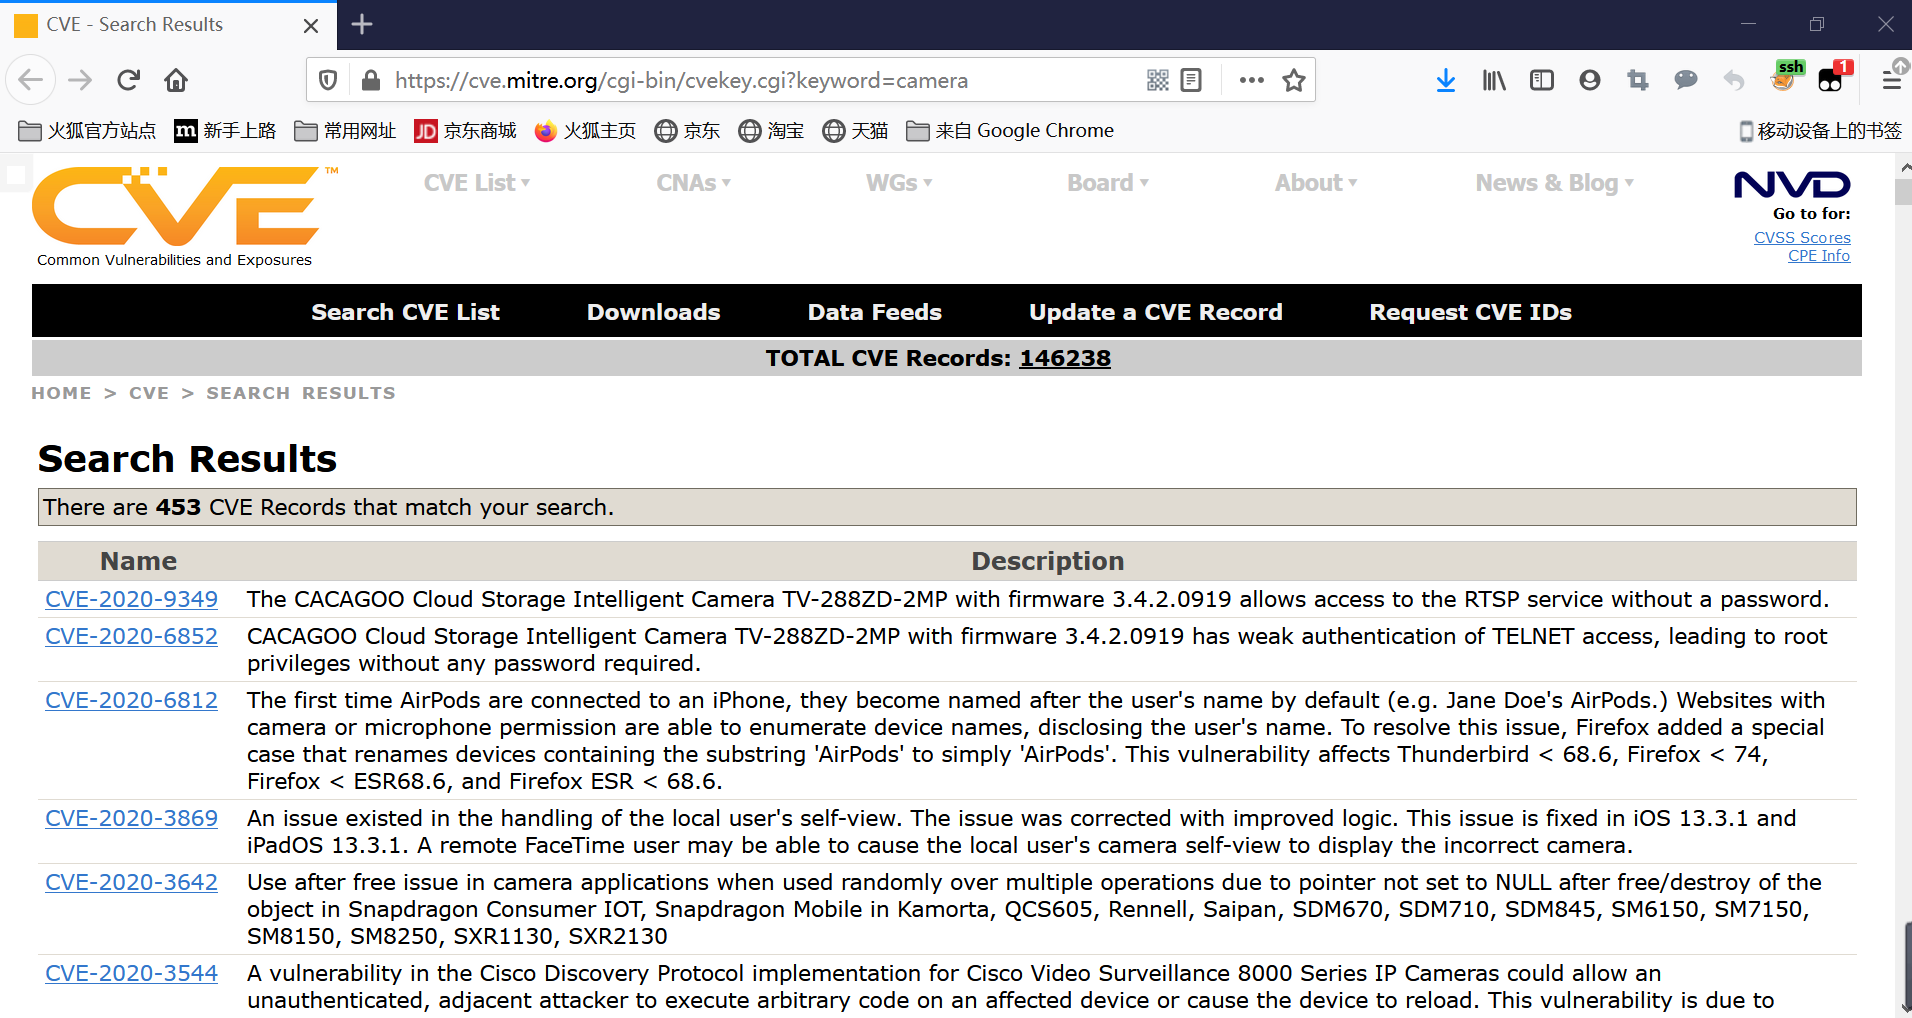 CVE - Search Results
https://cve.mitre.org/cgi-bin/cvekey.cgi?keyword=camera
ssh
1
火狐官方站点
m
新手上路
常用网址
JD
京东商城
火狐主页
京东
淘宝
天猫
来自 Google Chrome
移动设备上的书签
CVE™
Common Vulnerabilities and Exposures
CVE List
CNAs
WGs
Board
About
News & Blog
NVD
Go to for:
CVSS Scores
CPE Info
Search CVE List
Downloads
Data Feeds
Update a CVE Record
Request CVE IDs
TOTAL CVE Records: 146238
HOME > CVE > SEARCH RESULTS
Search Results
There are 453 CVE Records that match your search.
Name
Description
CVE-2020-9349
The CACAGOO Cloud Storage Intelligent Camera TV-288ZD-2MP with firmware 3.4.2.0919 allows access to the RTSP service without a password.
CVE-2020-6852
CACAGOO Cloud Storage Intelligent Camera TV-288ZD-2MP with firmware 3.4.2.0919 has weak authentication of TELNET access, leading to root
privileges without any password required.
CVE-2020-6812
The first time AirPods are connected to an iPhone, they become named after the user's name by default (e.g. Jane Doe's AirPods.) Websites with
camera or microphone permission are able to enumerate device names, disclosing the user's name. To resolve this issue, Firefox added a special
case that renames devices containing the substring 'AirPods' to simply 'AirPods'. This vulnerability affects Thunderbird < 68.6, Firefox < 74,
Firefox < ESR68.6, and Firefox ESR < 68.6.
CVE-2020-3869
An issue existed in the handling of the local user's self-view. The issue was corrected with improved logic. This issue is fixed in iOS 13.3.1 and
iPadOS 13.3.1. A remote FaceTime user may be able to cause the local user's camera self-view to display the incorrect camera.
CVE-2020-3642
Use after free issue in camera applications when used randomly over multiple operations due to pointer not set to NULL after free/destroy of the
object in Snapdragon Consumer IOT, Snapdragon Mobile in Kamorta, QCS605, Rennell, Saipan, SDM670, SDM710, SDM845, SM6150, SM7150,
SM8150, SM8250, SXR1130, SXR2130
CVE-2020-3544
A vulnerability in the Cisco Discovery Protocol implementation for Cisco Video Surveillance 8000 Series IP Cameras could allow an
unauthenticated, adjacent attacker to execute arbitrary code on an affected device or cause the device to reload. This vulnerability is due to